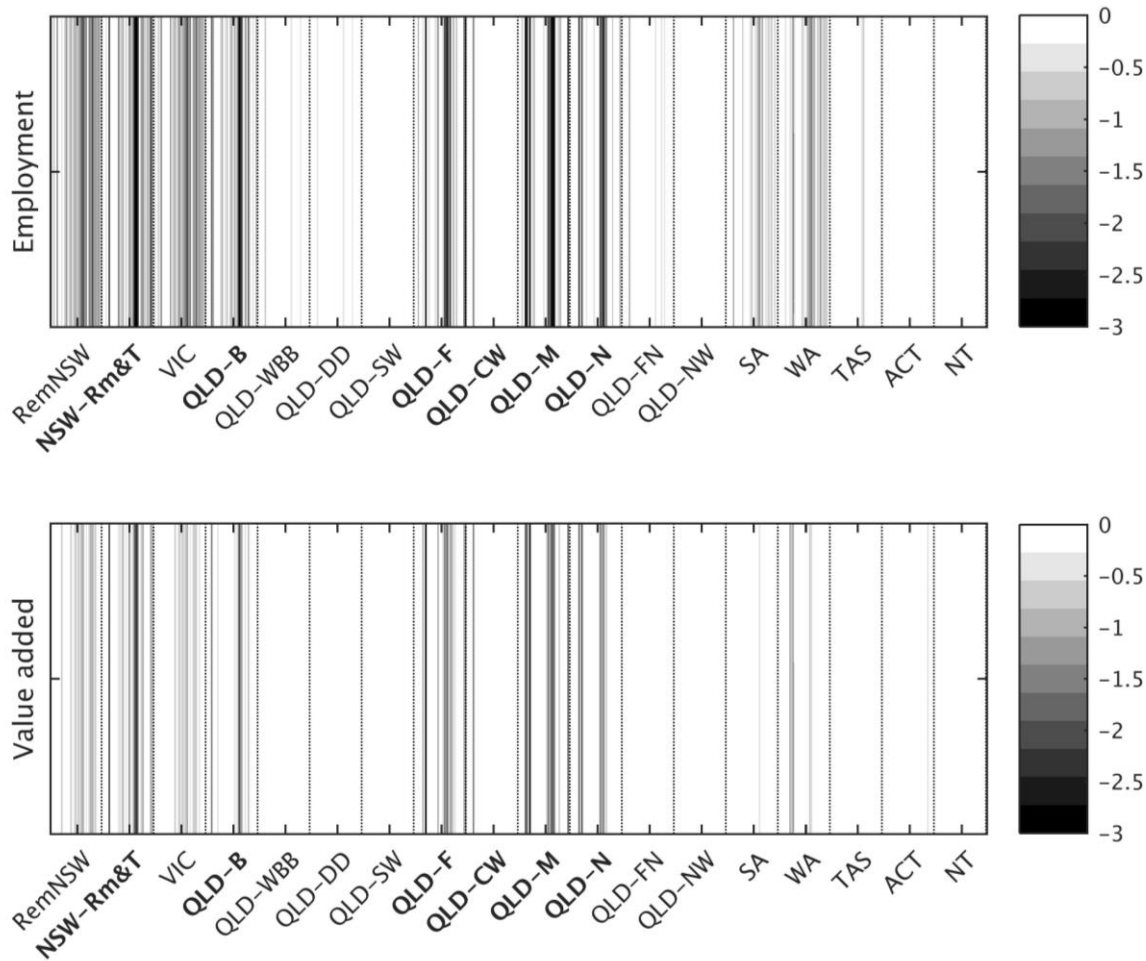 Employment
0
−0.5
−1
−1.5
−2
−2.5
−3
RemNSW
NSW−Rm&T
VIC
QLD−B
QLD−WBB
QLD−DD
QLD−SW
QLD−F
QLD−CW
QLD−M
QLD−N
QLD−FN
QLD−NW
SA
WA
TAS
ACT
NT
Value added
0
−0.5
−1
−1.5
−2
−2.5
−3
RemNSW
NSW−Rm&T
VIC
QLD−B
QLD−WBB
QLD−DD
QLD−SW
QLD−F
QLD−CW
QLD−M
QLD−N
QLD−FN
QLD−NW
SA
WA
TAS
ACT
NT